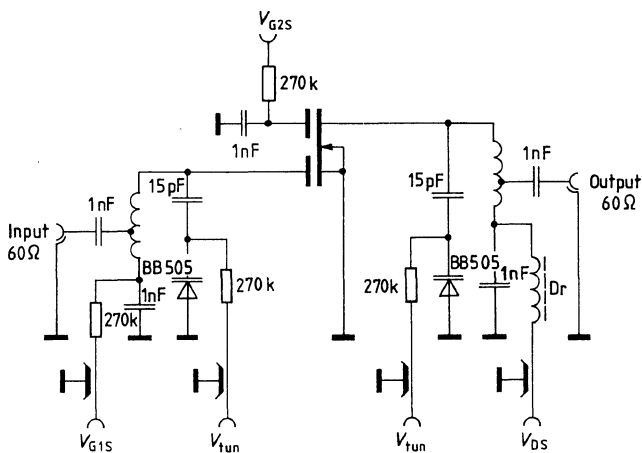 VG2S
270k
1nF
1nF
15pF
Input
60Ω
BB505
1nF
270k
270k
1nF
15pF
Output
60Ω
BB505
1nF
270k
Dr
VG1S
Vtun
Vtun
VDS